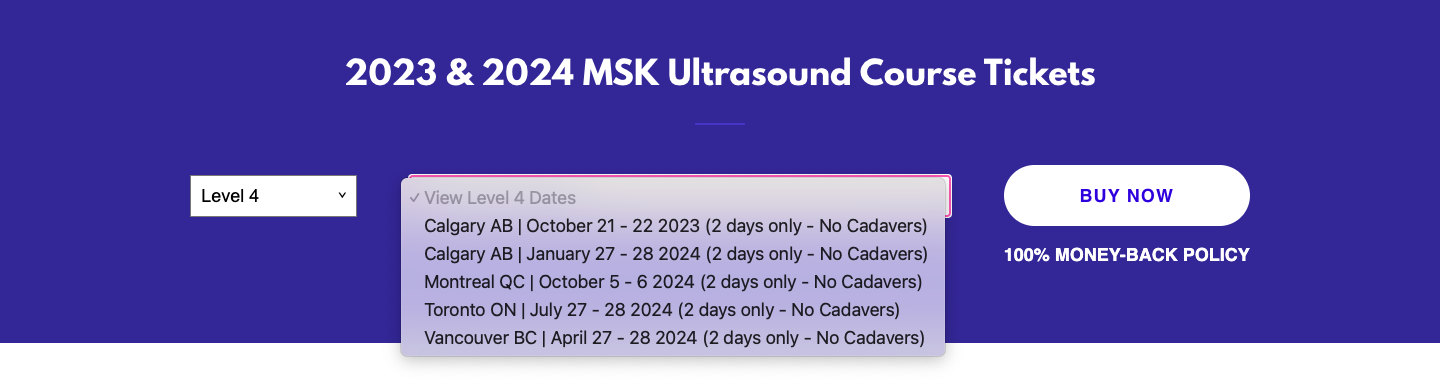 2023 & 2024 MSK Ultrasound Course Tickets
Level 4
✓ View Level 4 Dates
Calgary AB | October 21 - 22 2023 (2 days only - No Cadavers)
Calgary AB | January 27 - 28 2024 (2 days only - No Cadavers)
Montreal QC | October 5 - 6 2024 (2 days only - No Cadavers)
Toronto ON | July 27 - 28 2024 (2 days only - No Cadavers)
Vancouver BC | April 27 - 28 2024 (2 days only - No Cadavers)
BUY NOW
100% MONEY-BACK POLICY